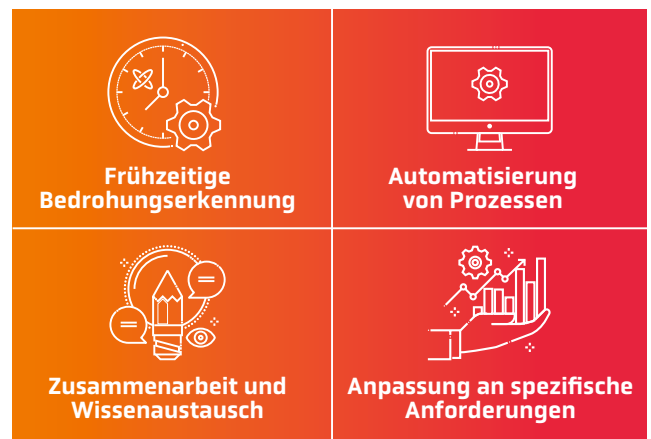 Frühzeitige
Bedrohungserkennung
Automatisierung
von Prozessen
Zusammenarbeit und
Wissenaustausch
Anpassung an spezifische
Anforderungen